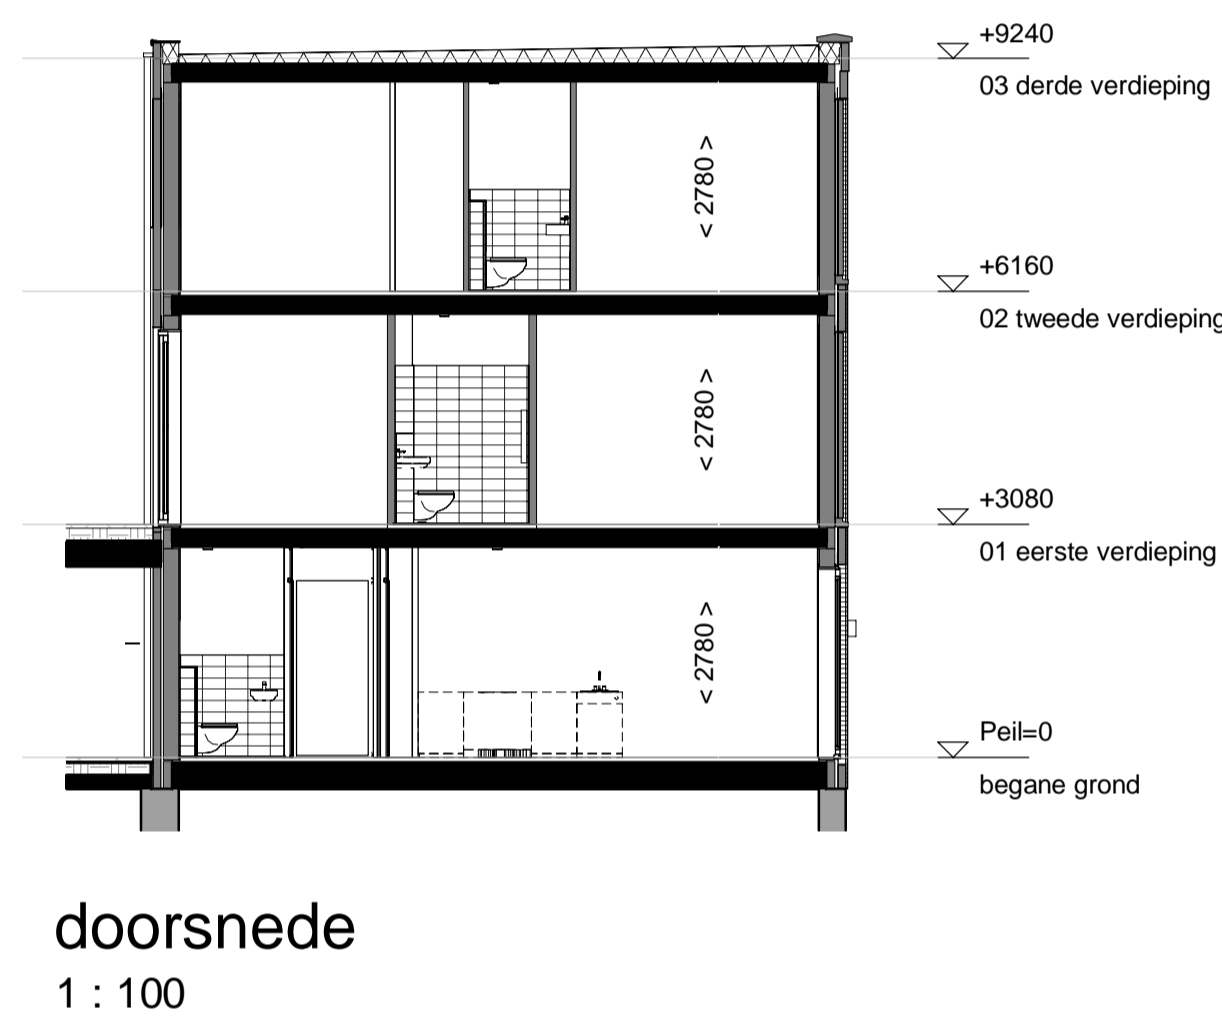 +9240
03 derde verdieping
< 2780 >
+6160
02 tweede verdieping
< 2780 >
+3080
01 eerste verdieping
< 2780 >
Peil=0
begane grond
doorsnede
1 : 100